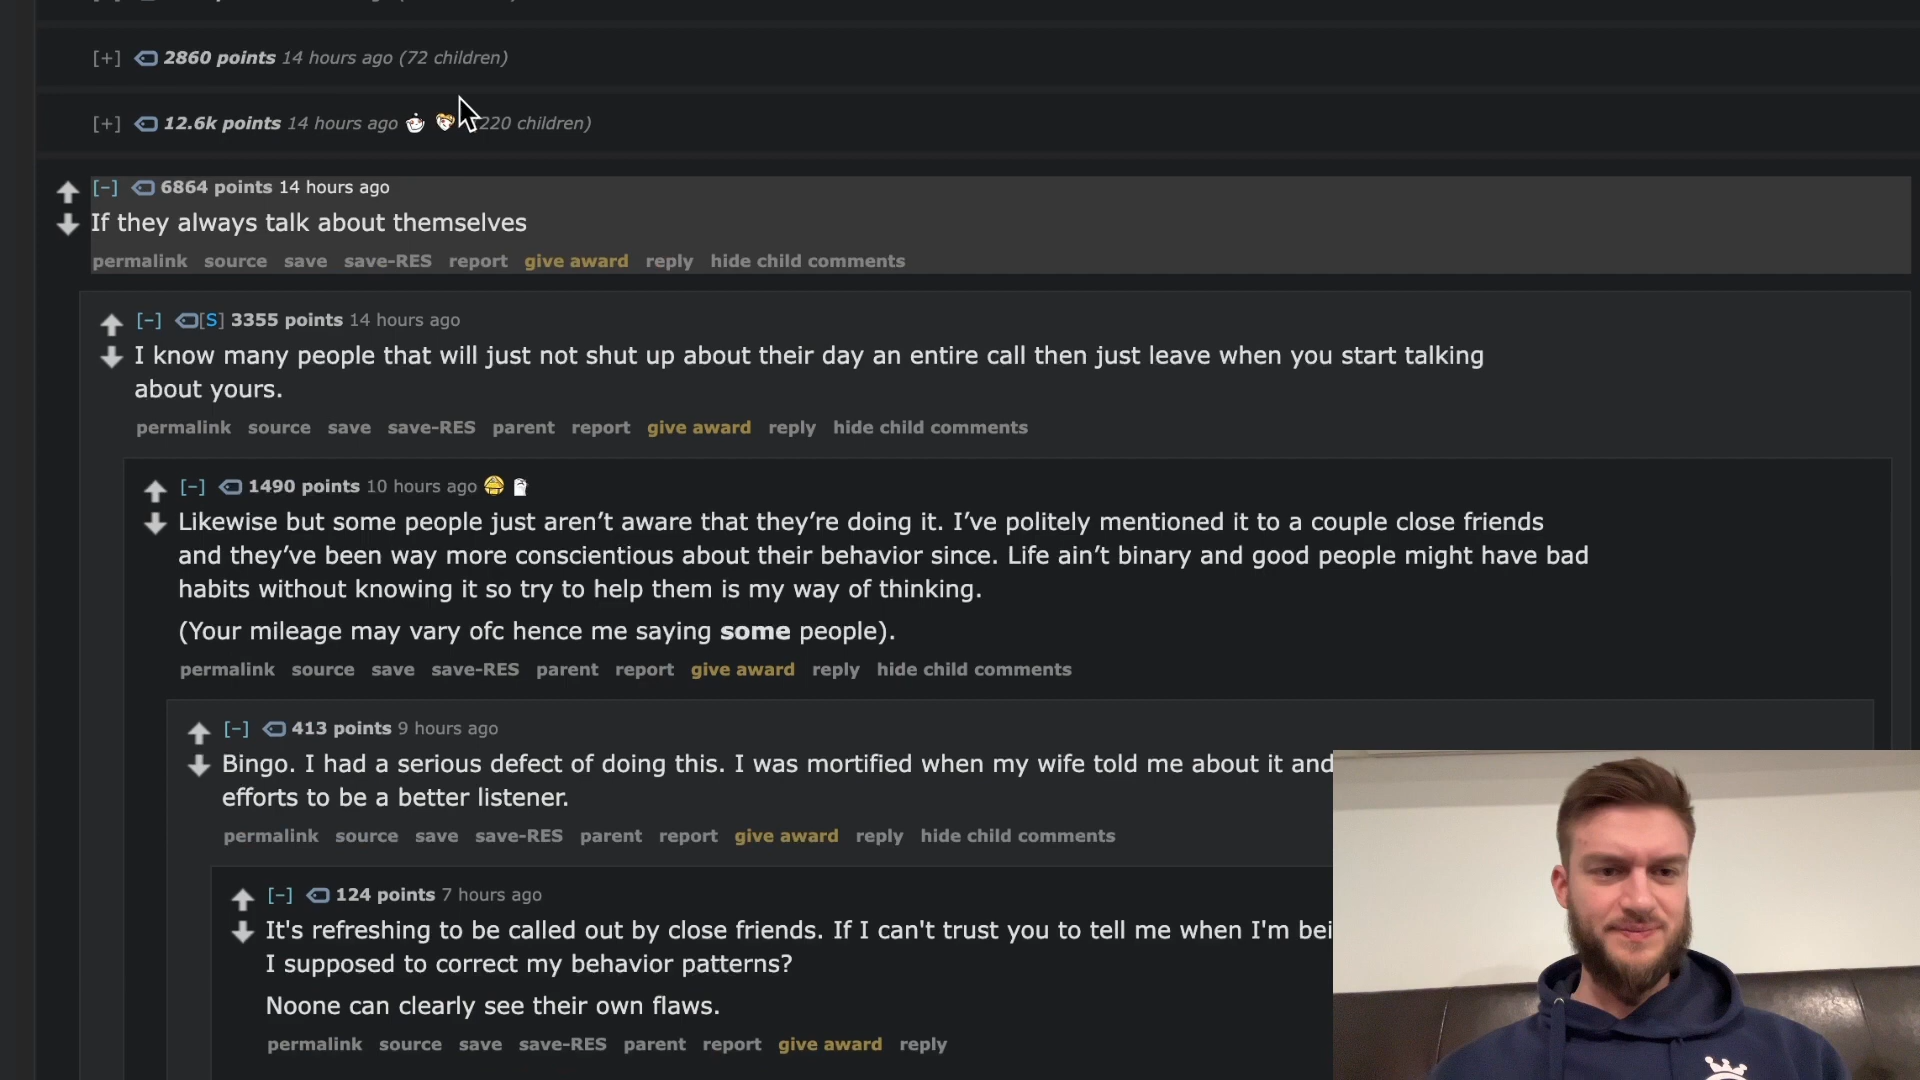 [+] 2860 points 14 hours ago (72 children)
[+] 12.6k points 14 hours ago 220 children)
[–] 6864 points 14 hours ago
If they always talk about themselves
permalink source save save-RES report give award reply hide child comments
[–] [S] 3355 points 14 hours ago
I know many people that will just not shut up about their day an entire call then just leave when you start talking
about yours.
permalink source save save-RES parent report give award reply hide child comments
[–] 1490 points 10 hours ago
Likewise but some people just aren’t aware that they’re doing it. I’ve politely mentioned it to a couple close friends
and they’ve been way more conscientious about their behavior since. Life ain’t binary and good people might have bad
habits without knowing it so try to help them is my way of thinking.
(Your mileage may vary ofc hence me saying some people).
permalink source save save-RES parent report give award reply hide child comments
[–] 413 points 9 hours ago
Bingo. I had a serious defect of doing this. I was mortified when my wife told me about it and
efforts to be a better listener.
permalink source save save-RES parent report give award reply hide child comments
[–] 124 points 7 hours ago
It's refreshing to be called out by close friends. If I can't trust you to tell me when I'm bei
I supposed to correct my behavior patterns?
Noone can clearly see their own flaws.
permalink source save save-RES parent report give award reply